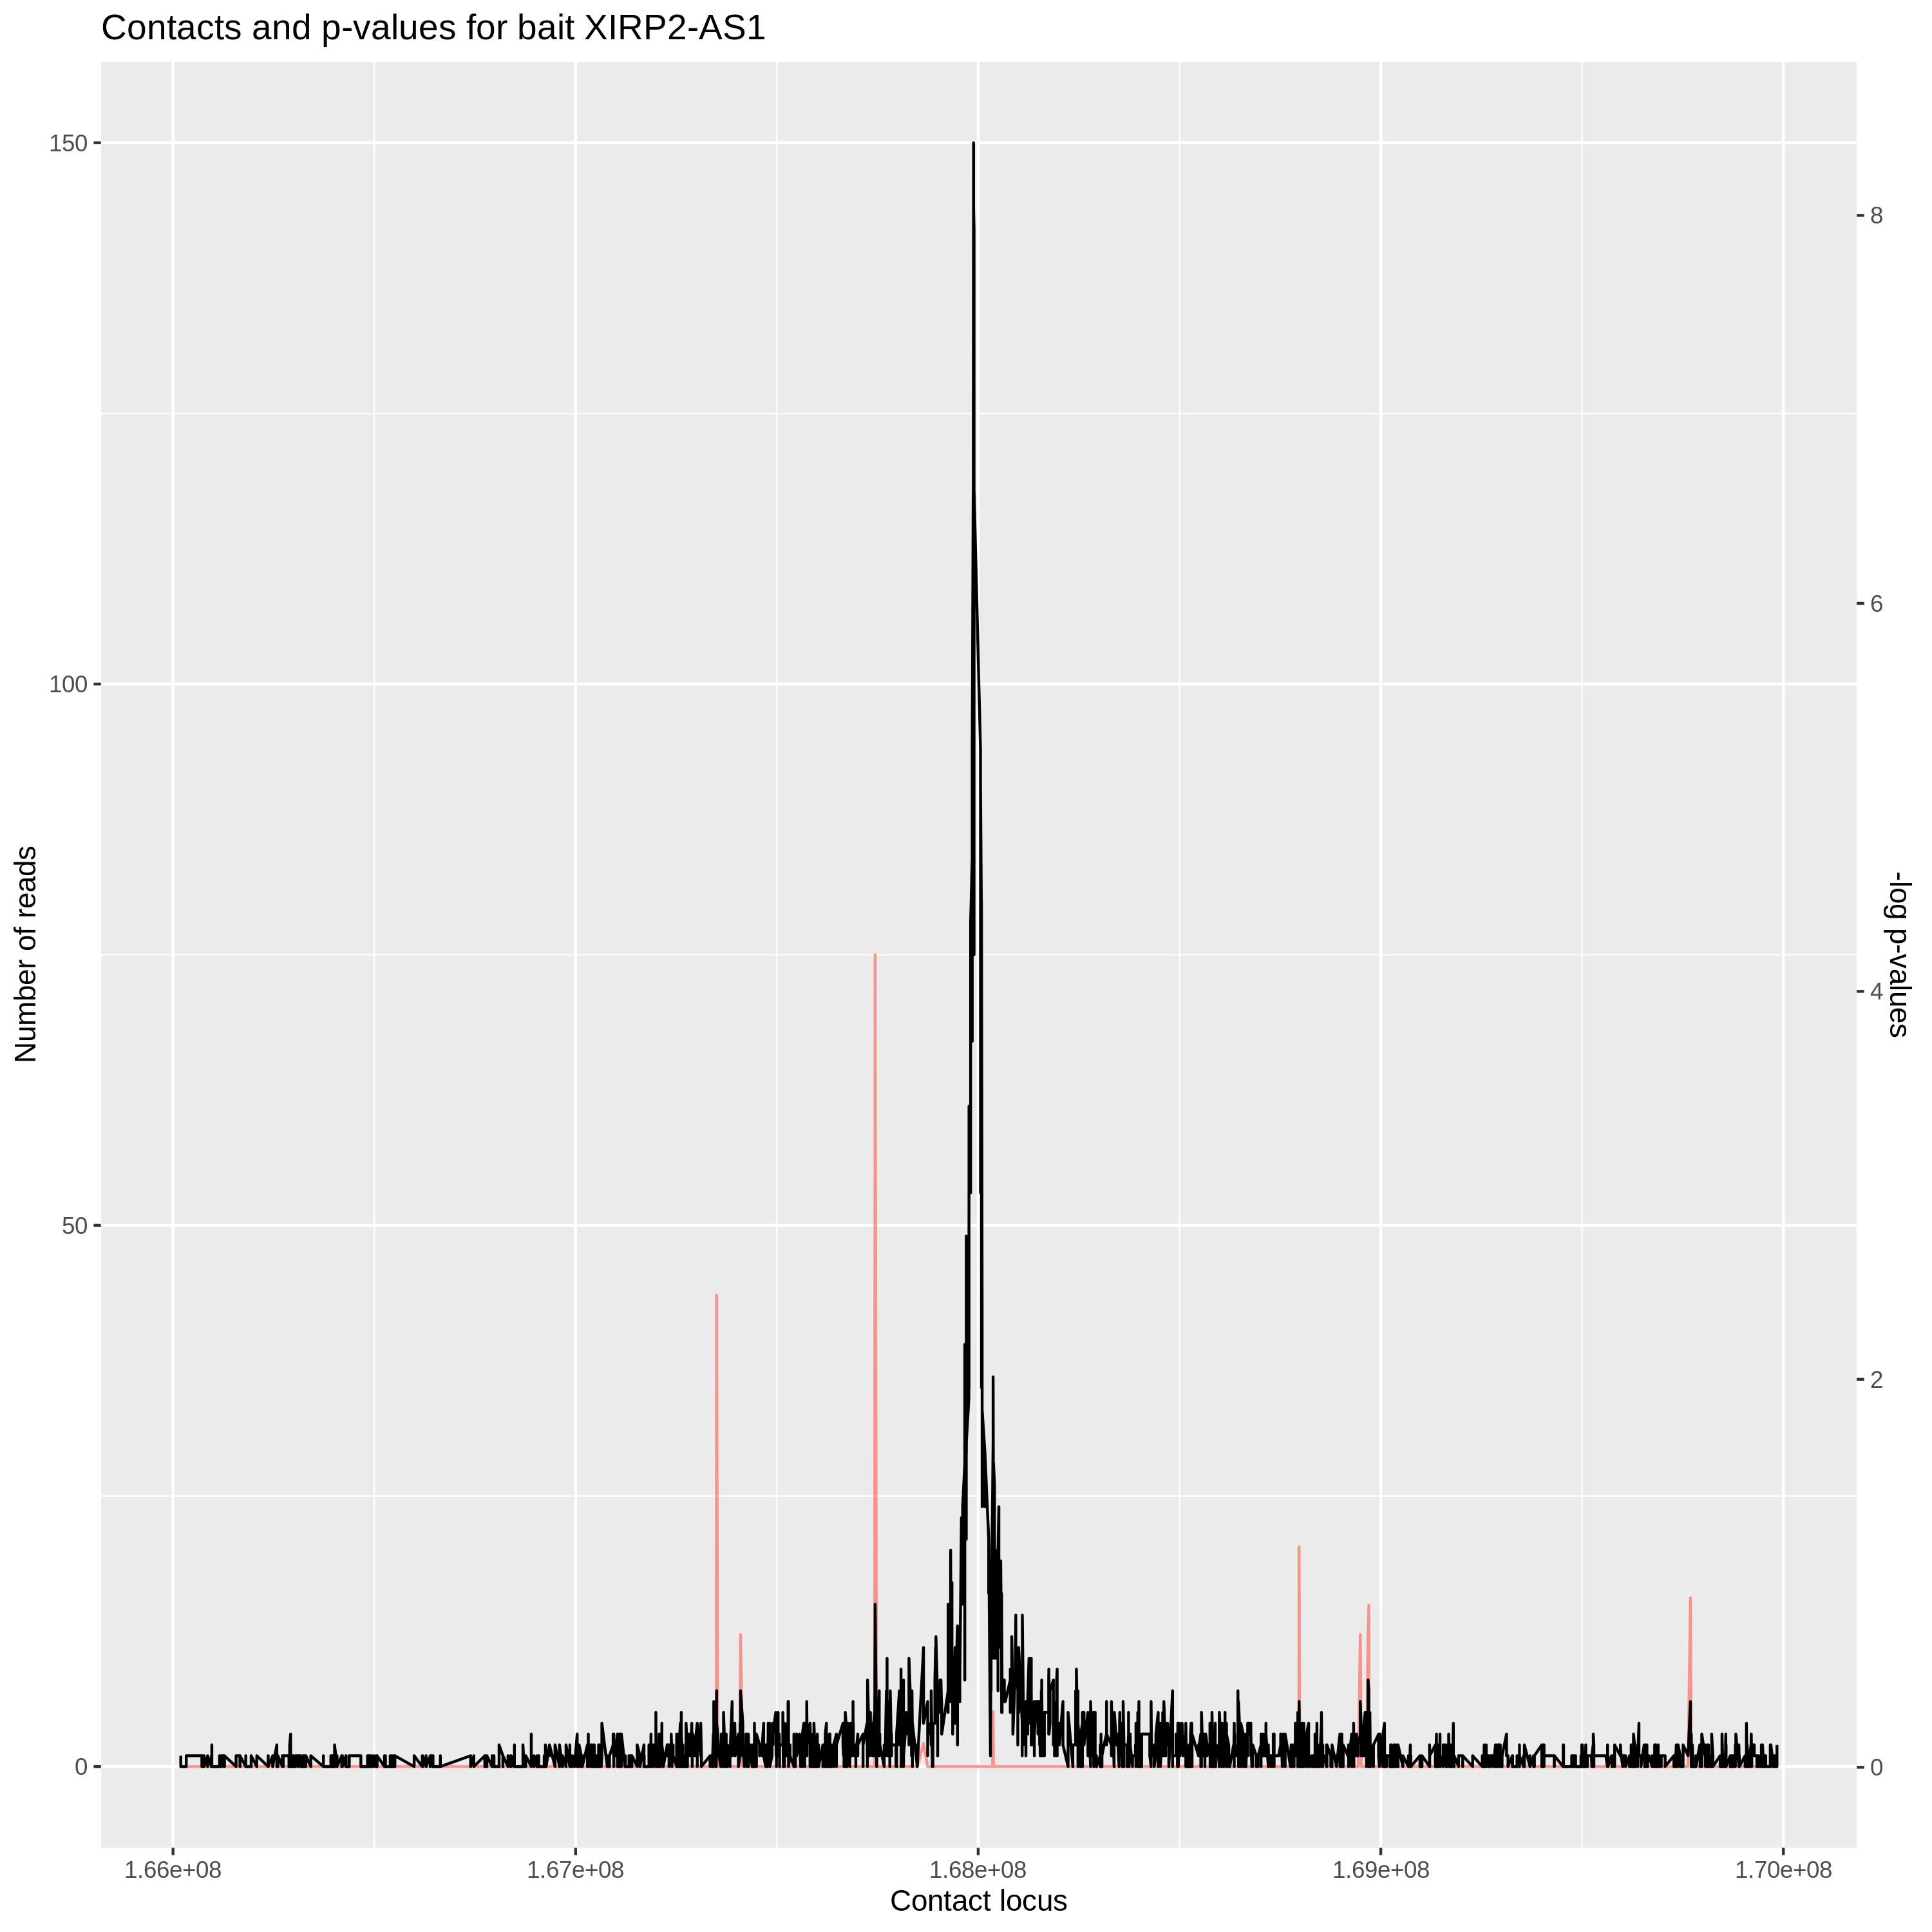 Contacts and p-values for bait XIRP2-AS1
150
100
50
0
Number of reads
8
6
4
2
0
-log p-values
1.66e+08
1.67e+08
1.68e+08
1.69e+08
1.70e+08
Contact locus